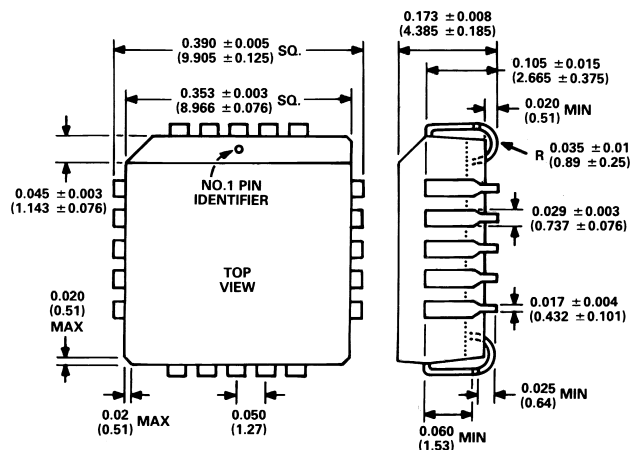 0.390 ±0.005
(9.905 ±0.125) SQ.
0.353 ±0.003
(8.966 ±0.076) SQ.
0.045 ±0.003
(1.143 ±0.076)
NO.1 PIN
IDENTIFIER
TOP
VIEW
0.020
(0.51)
MAX
0.02
(0.51) MAX
0.050
(1.27)
0.173 ±0.008
(4.385 ±0.185)
0.105 ±0.015
(2.665 ±0.375)
0.020
(0.51) MIN
R 0.035 ±0.01
(0.89 ±0.25)
0.029 ±0.003
(0.737 ±0.076)
0.017 ±0.004
(0.432 ±0.101)
0.025
(0.64) MIN
0.060
(1.53) MIN